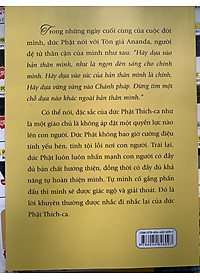 Trong những ngày cuối cùng của cuộc đời
mình, đức Phật nói với Tôn giả Ananda, người
đệ tử thân cận của mình như sau: "Hãy dựa vào
bản thân mình, như là ngọn đèn sáng cho chính
mình. Hãy dựa vào sức của bản thân mình là chính.
Hãy dựa vững vàng vào Chánh pháp. Đừng tìm một
chỗ dựa nào khác ngoài bản thân mình."
Có thể nói, đặc sắc của đức Phật Thích-ca như
là một giáo chủ là không áp đặt một quyền lực nào
lên con người. Đức Phật không bao giờ cường điệu
tính yếu hèn, tính tội lỗi nơi con người. Trái lại,
đức Phật luôn luôn nhấn mạnh con người có đầy
đủ bản chất hướng thiện, đồng thời có đầy đủ khả
năng tự hoàn thiện mình. Tự mình cố gắng phấn
đấu thì mình sẽ được giác ngộ và giải thoát. Đó là
lời khuyên thường được nhắc đi nhắc lại của đức
Phật Thích-ca.